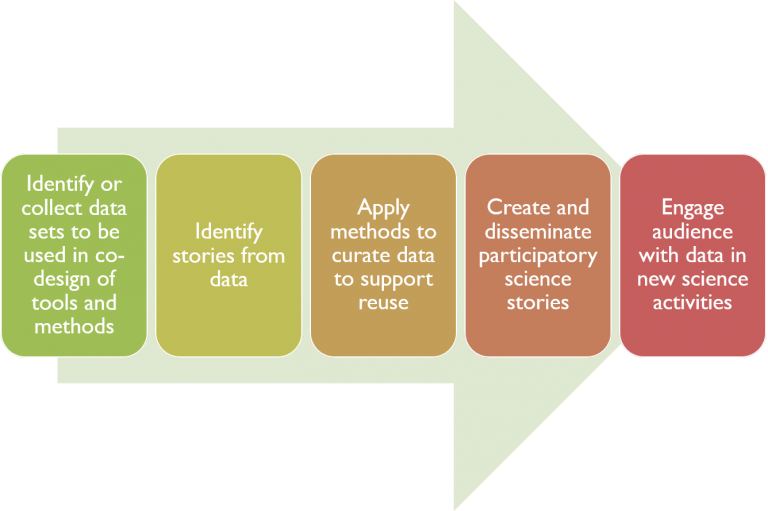 Identify or
collect data
sets to be
used in co-
design of
tools and
methods
Identify
stories from
data
Apply
methods to
curate data
to support
reuse
Create and
disseminate
participatory
science
stories
Engage
audience
with data in
new science
activities